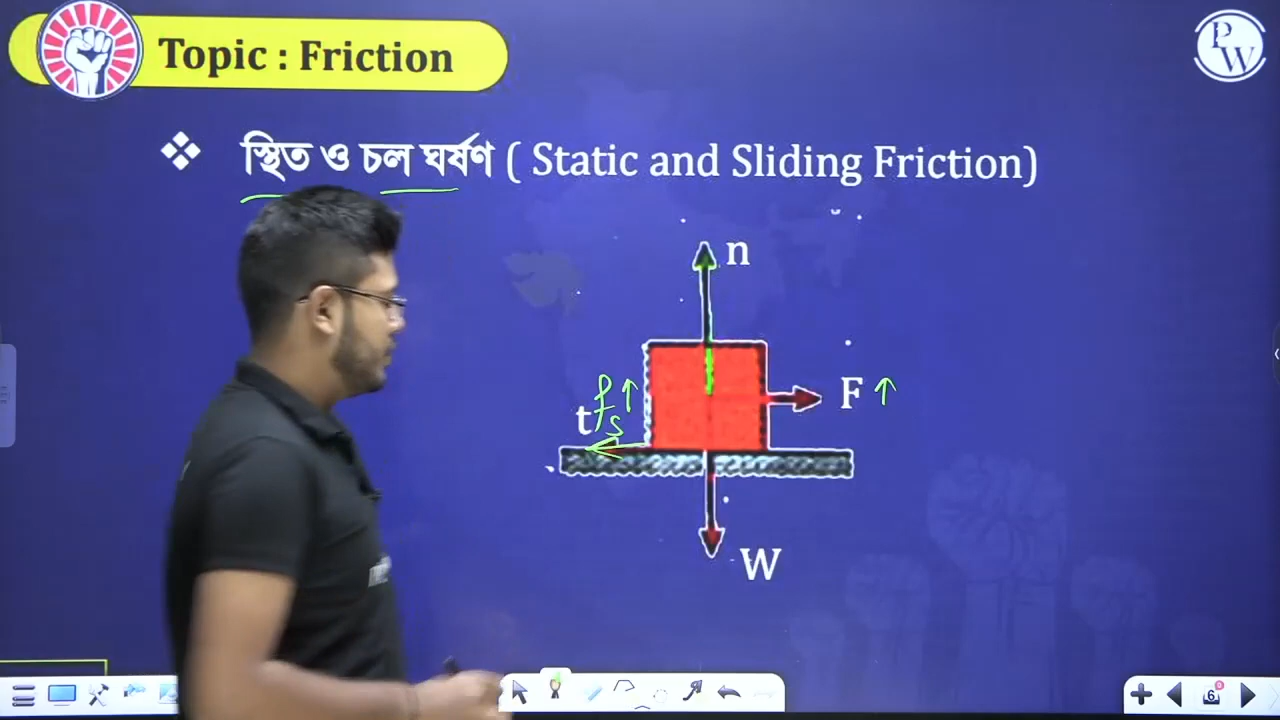 Topic : Friction
PW
❖ স্থিত ও চল ঘর্ষণ ( Static and Sliding Friction)
n
fs ↑
F ↑
t
W
6